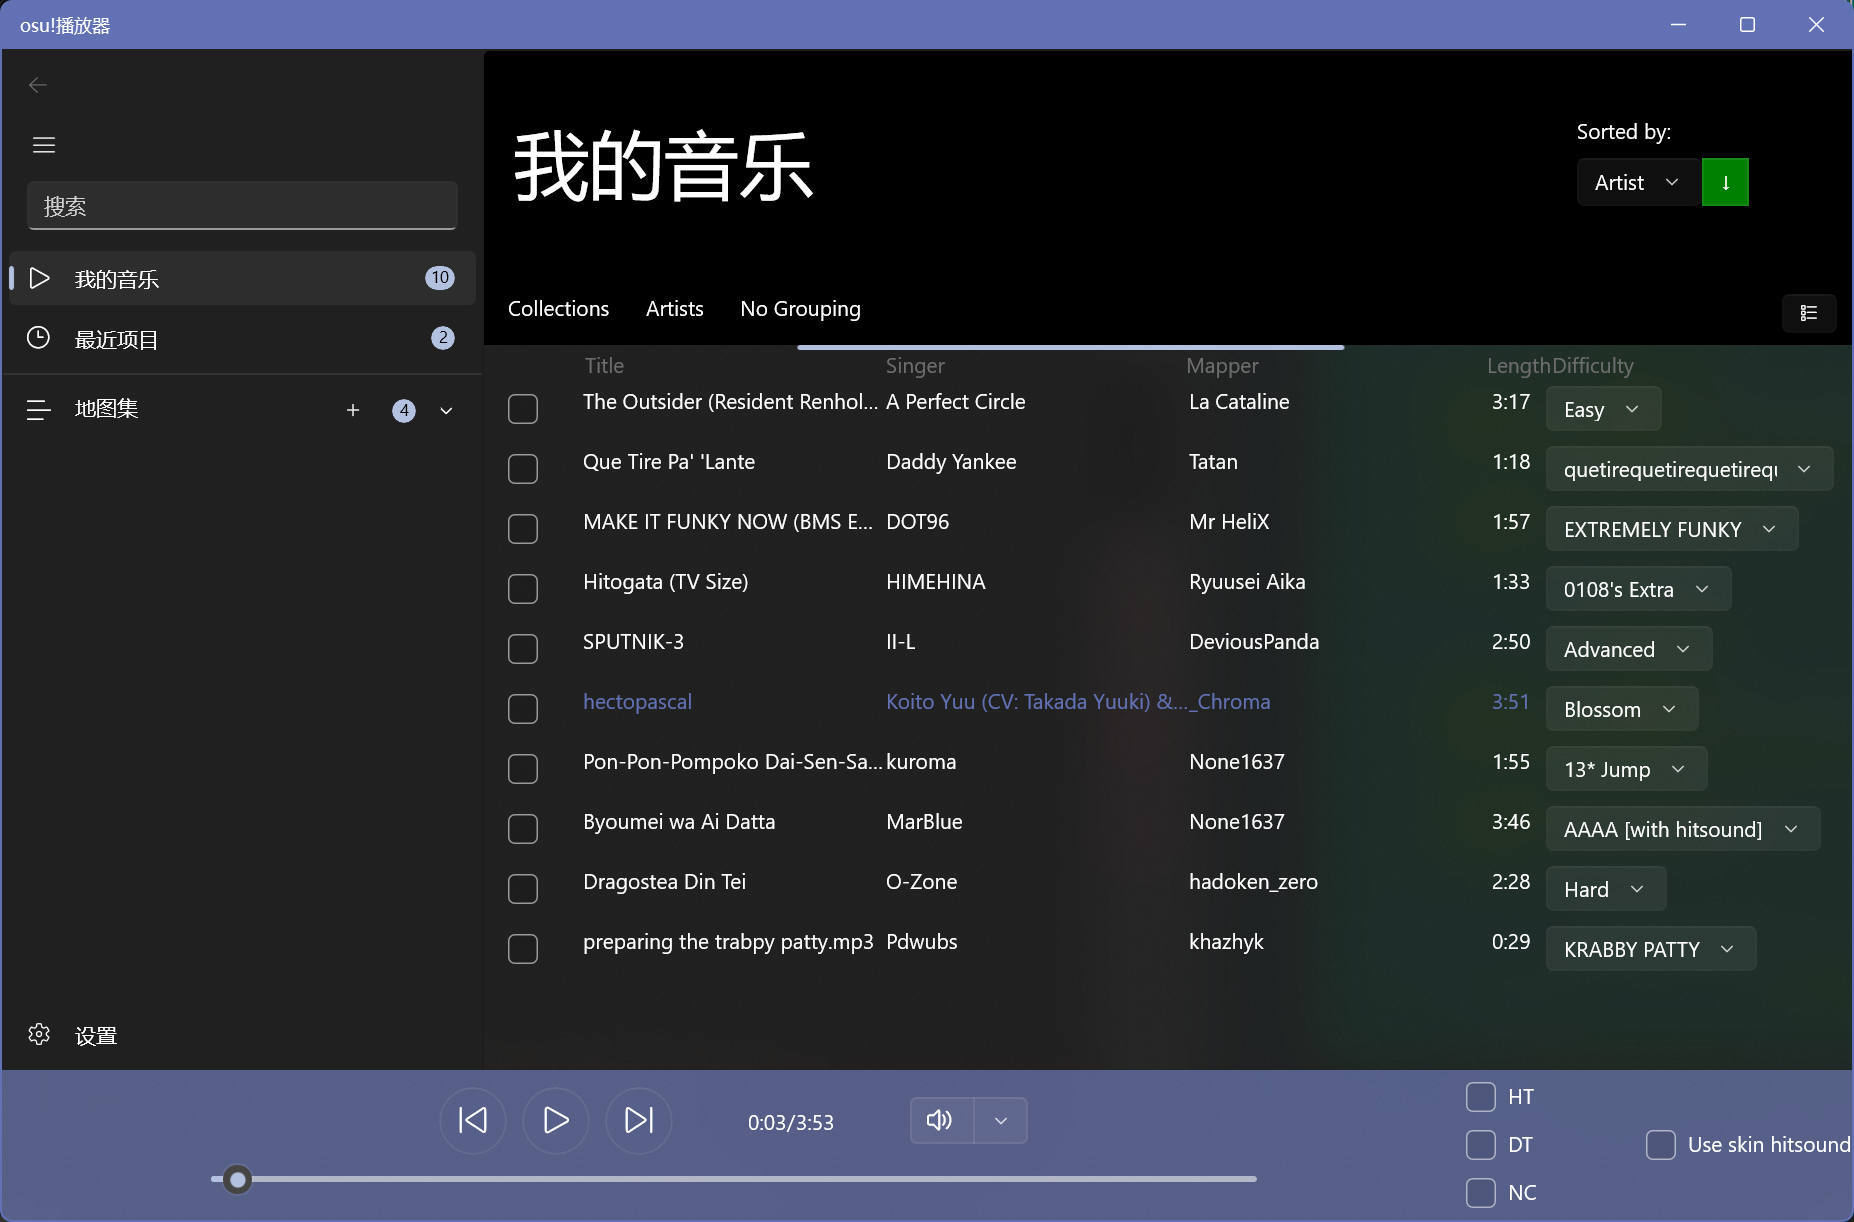 osu!播放器
搜索
我的音乐 10
最近项目 2
地图集 4
设置
我的音乐
Sorted by:
Artist
Collections Artists No Grouping
Title Singer Mapper Length Difficulty
The Outsider (Resident Renhol... A Perfect Circle La Cataline 3:17 Easy
Que Tire Pa' 'Lante Daddy Yankee Tatan 1:18 quetirequetirequetirequ
MAKE IT FUNKY NOW (BMS E... DOT96 Mr HeliX 1:57 EXTREMELY FUNKY
Hitogata (TV Size) HIMEHINA Ryuusei Aika 1:33 0108's Extra
SPUTNIK-3 II-L DeviousPanda 2:50 Advanced
hectopascal Koito Yuu (CV: Takada Yuuki) &... _Chroma 3:51 Blossom
Pon-Pon-Pompoko Dai-Sen-Sa... kuroma None1637 1:55 13* Jump
Byoumei wa Ai Datta MarBlue None1637 3:46 AAAA [with hitsound]
Dragostea Din Tei O-Zone hadoken_zero 2:28 Hard
preparing the trabpy patty.mp3 Pdwubs khazhyk 0:29 KRABBY PATTY
0:03/3:53
HT
DT
NC
Use skin hitsound